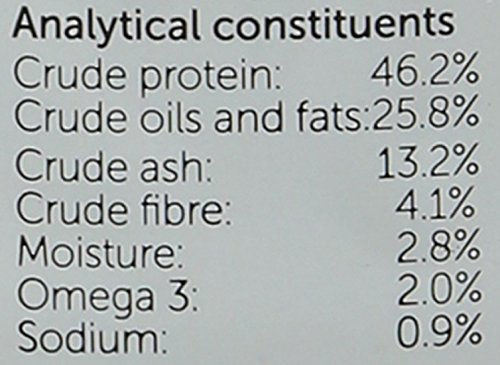 Analytical constituents
Crude protein: 46.2%
Crude oils and fats:25.8%
Crude ash: 13.2%
Crude fibre: 4.1%
Moisture: 2.8%
Omega 3: 2.0%
Sodium: 0.9%